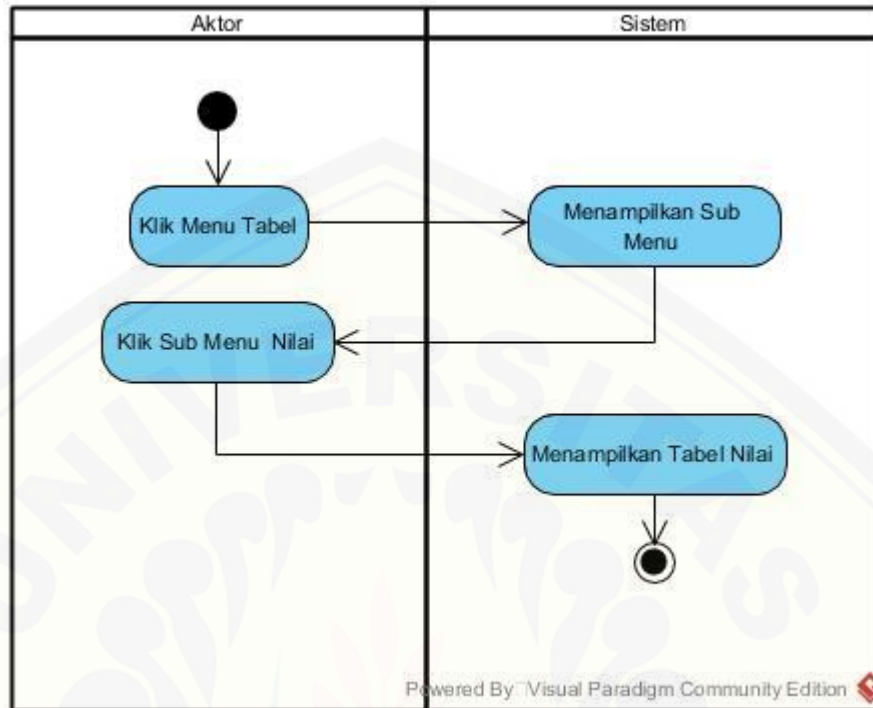 Aktor
Sistem
Klik Menu Tabel
Menampilkan Sub
Menu
Klik Sub Menu Nilai
Menampilkan Tabel Nilai
UNIVERSITAS
Powered By Visual Paradigm Community Edition